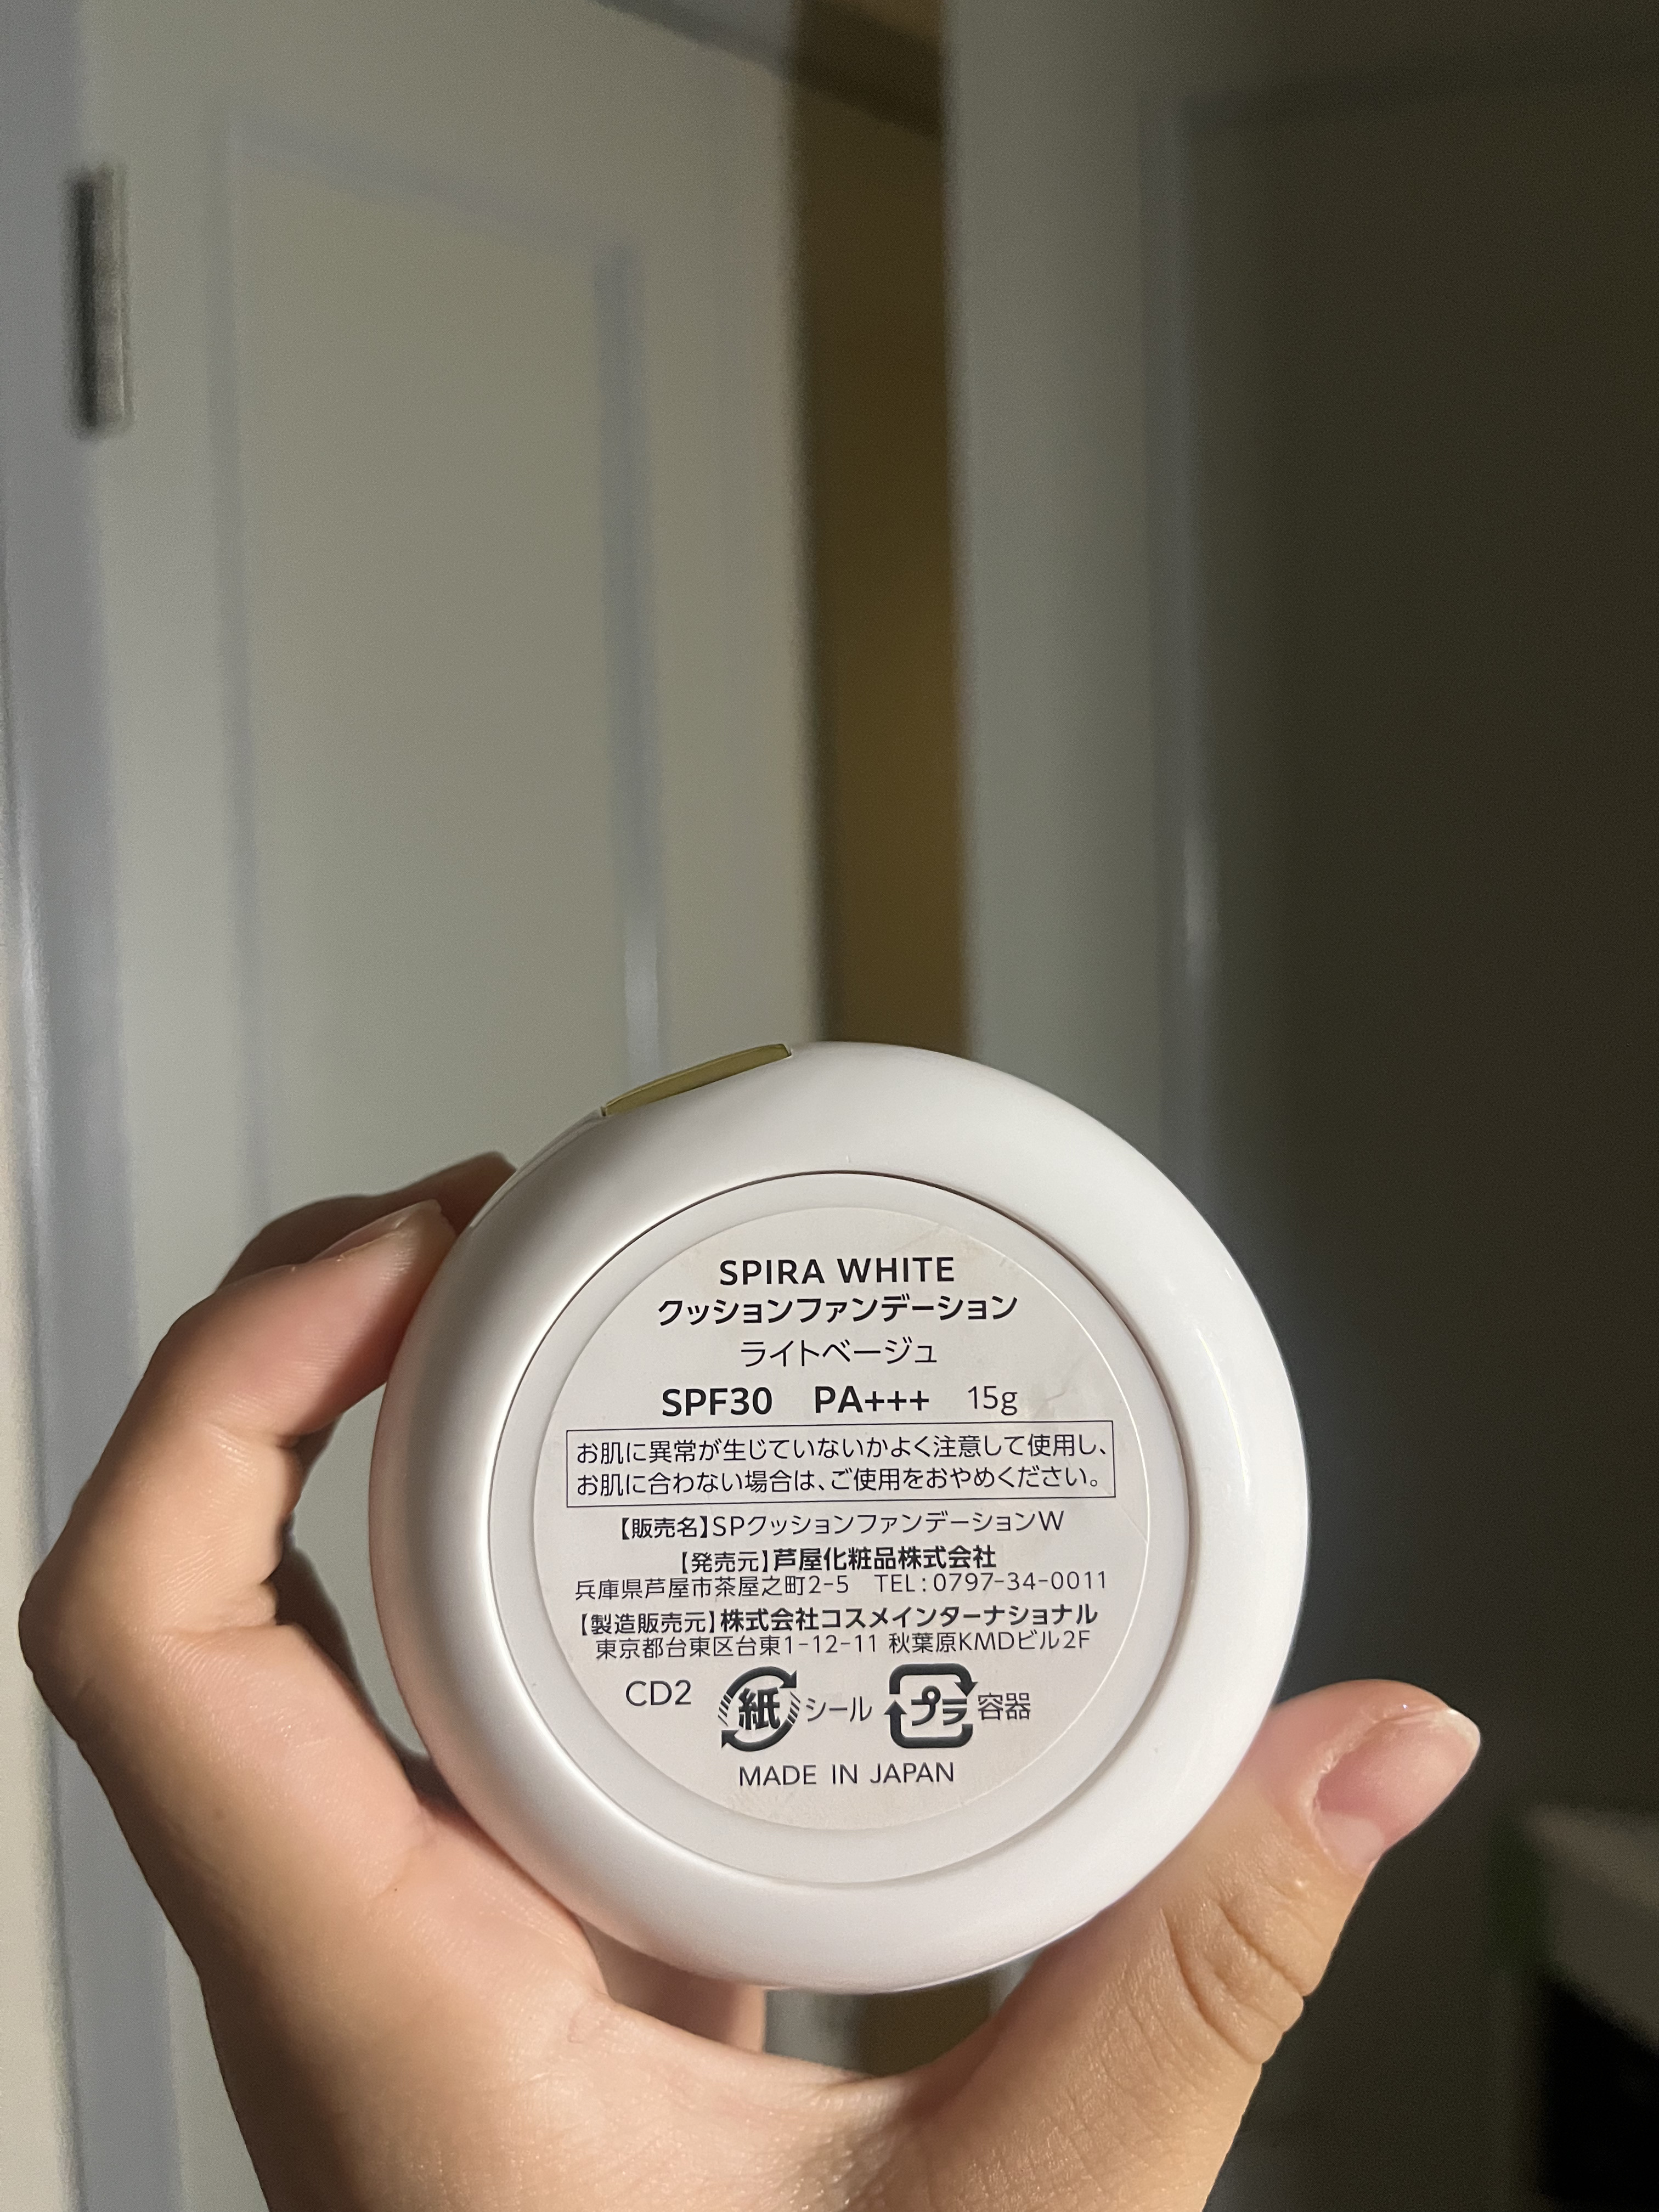 SPIRA WHITE
クッションファンデーション
ライトベージュ
SPF30 PA+++ 15g
お肌に異常が生じていないかよく注意して使用し、
お肌に合わない場合は、ご使用をおやめください。
【販売名】SPクッションファンデーションW
【発売元】芦屋化粧品株式会社
兵庫県芦屋市茶屋之町2-5 TEL:0797-34-0011
【製造販売元】株式会社コスメインターナショナル
東京都台東区台東1-12-11 秋葉原KMDビル2F
CD2 紙 シール プラ 容器
MADE IN JAPAN